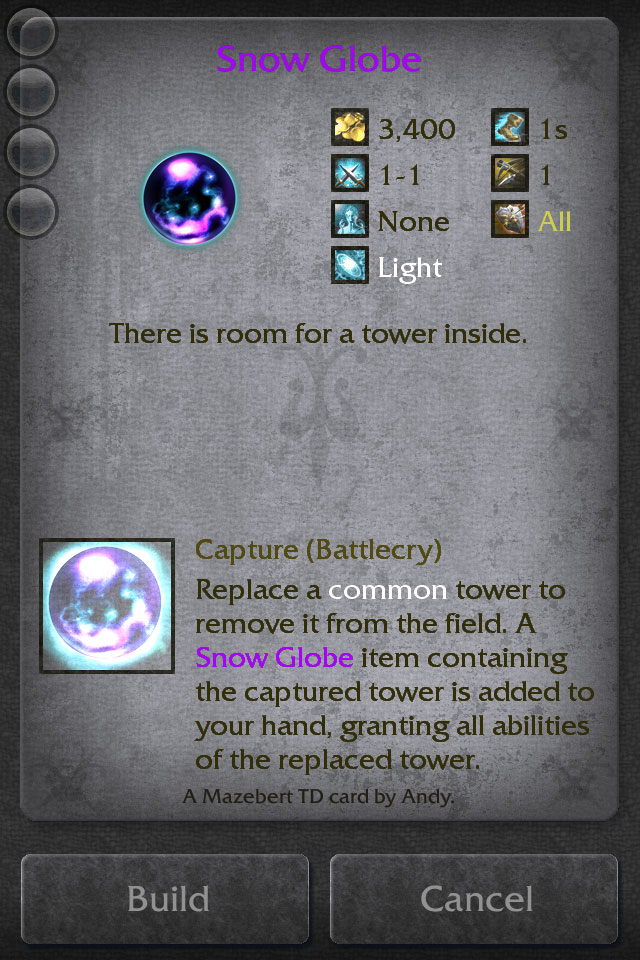 Snow Globe
3,400
1s
1-1
1
None
All
Light
There is room for a tower inside.
Capture (Battlecry)
Replace a common tower to
remove it from the field. A
Snow Globe item containing
the captured tower is added to
your hand, granting all abilities
of the replaced tower.
A Mazebert TD card by Andy.
Build
Cancel